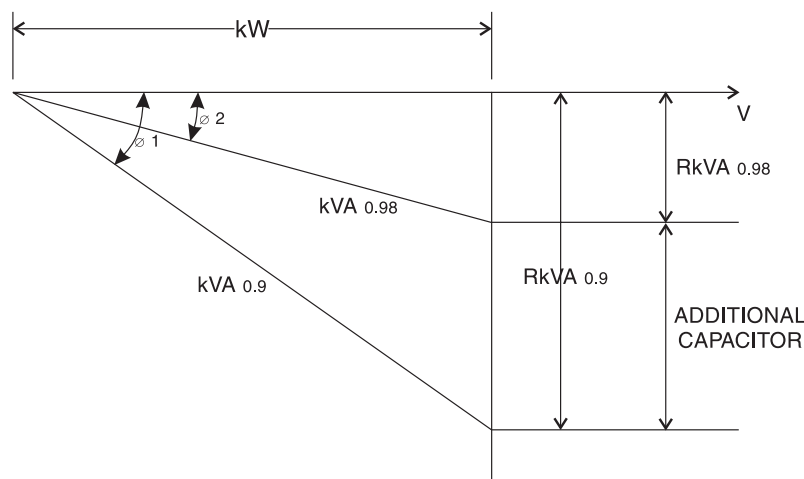 kW
V
⌀ 2
⌀ 1
RkVA 0.98
kVA 0.98
kVA 0.9
RkVA 0.9
ADDITIONAL
CAPACITOR